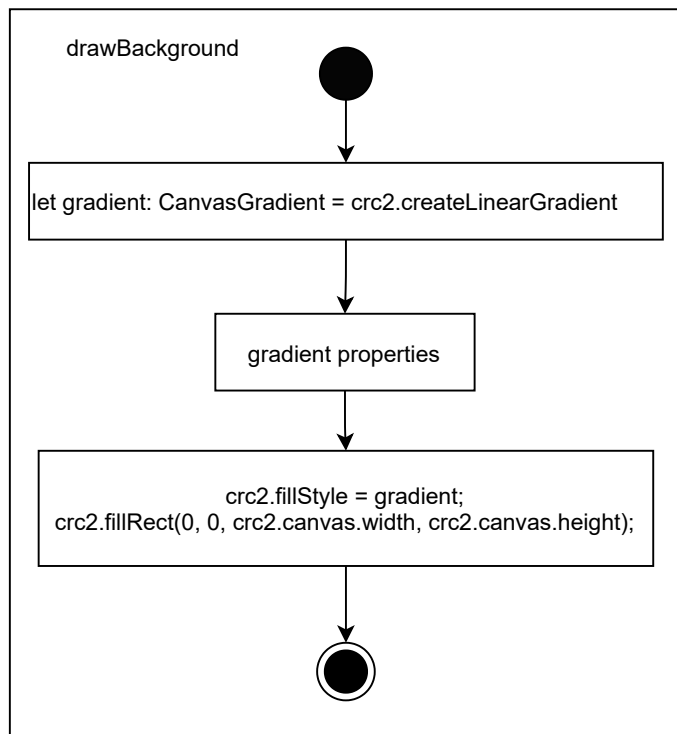 drawBackground
let gradient: CanvasGradient = crc2.createLinearGradient
gradient properties
crc2.fillStyle = gradient;
crc2.fillRect(0, 0, crc2.canvas.width, crc2.canvas.height);